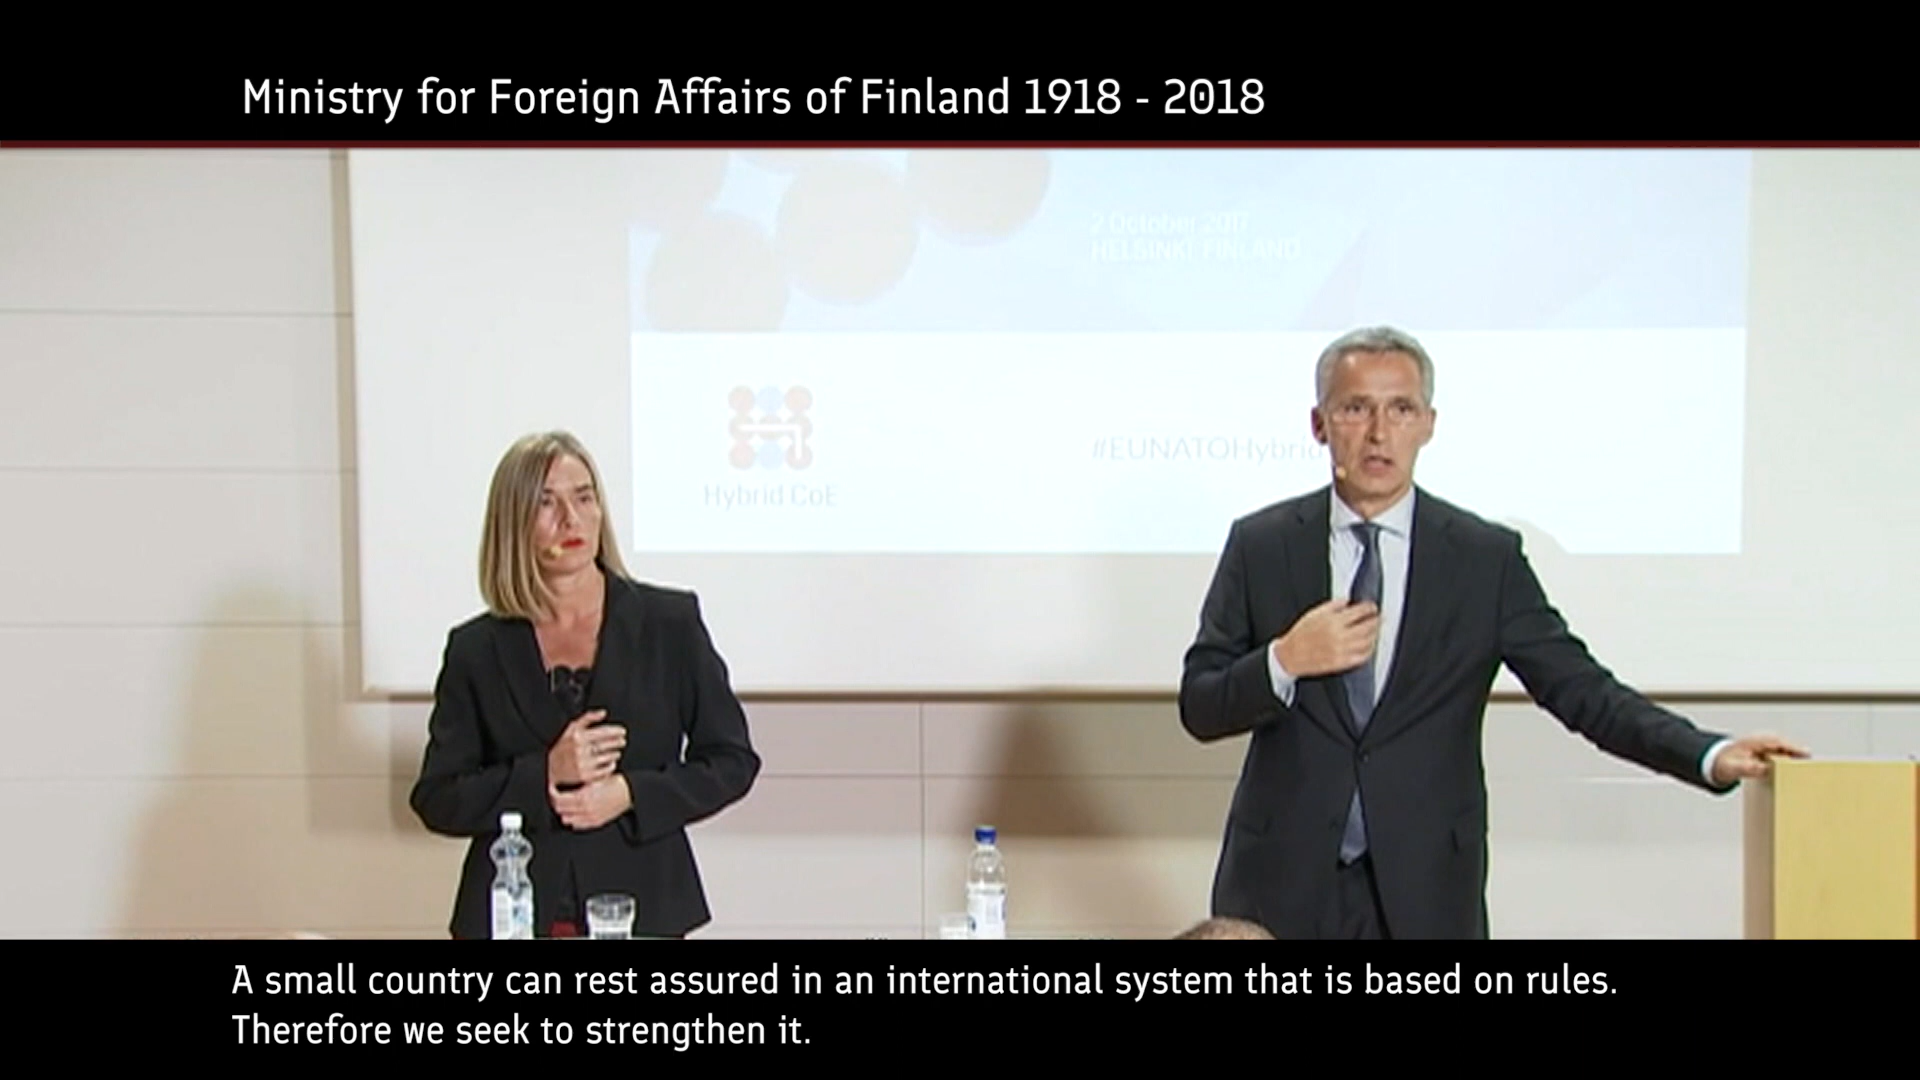 Ministry for Foreign Affairs of Finland 1918 - 2018
2 October 2017
HELSINKI, FINLAND
#EUNATOHybrid
Hybrid CoE
A small country can rest assured in an international system that is based on rules.
Therefore we seek to strengthen it.